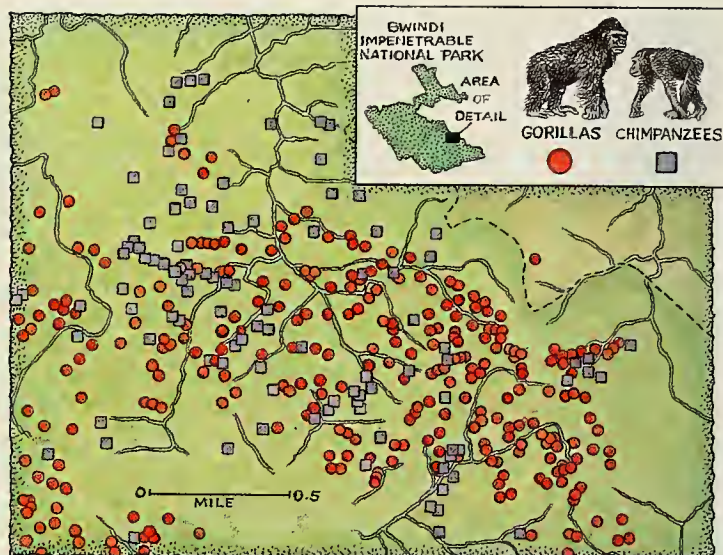 BWINDI
IMPENETRABLE
NATIONAL PARK
AREA
OF
DETAIL
GORILLAS CHIMPANZEES
0 0.5
MILE